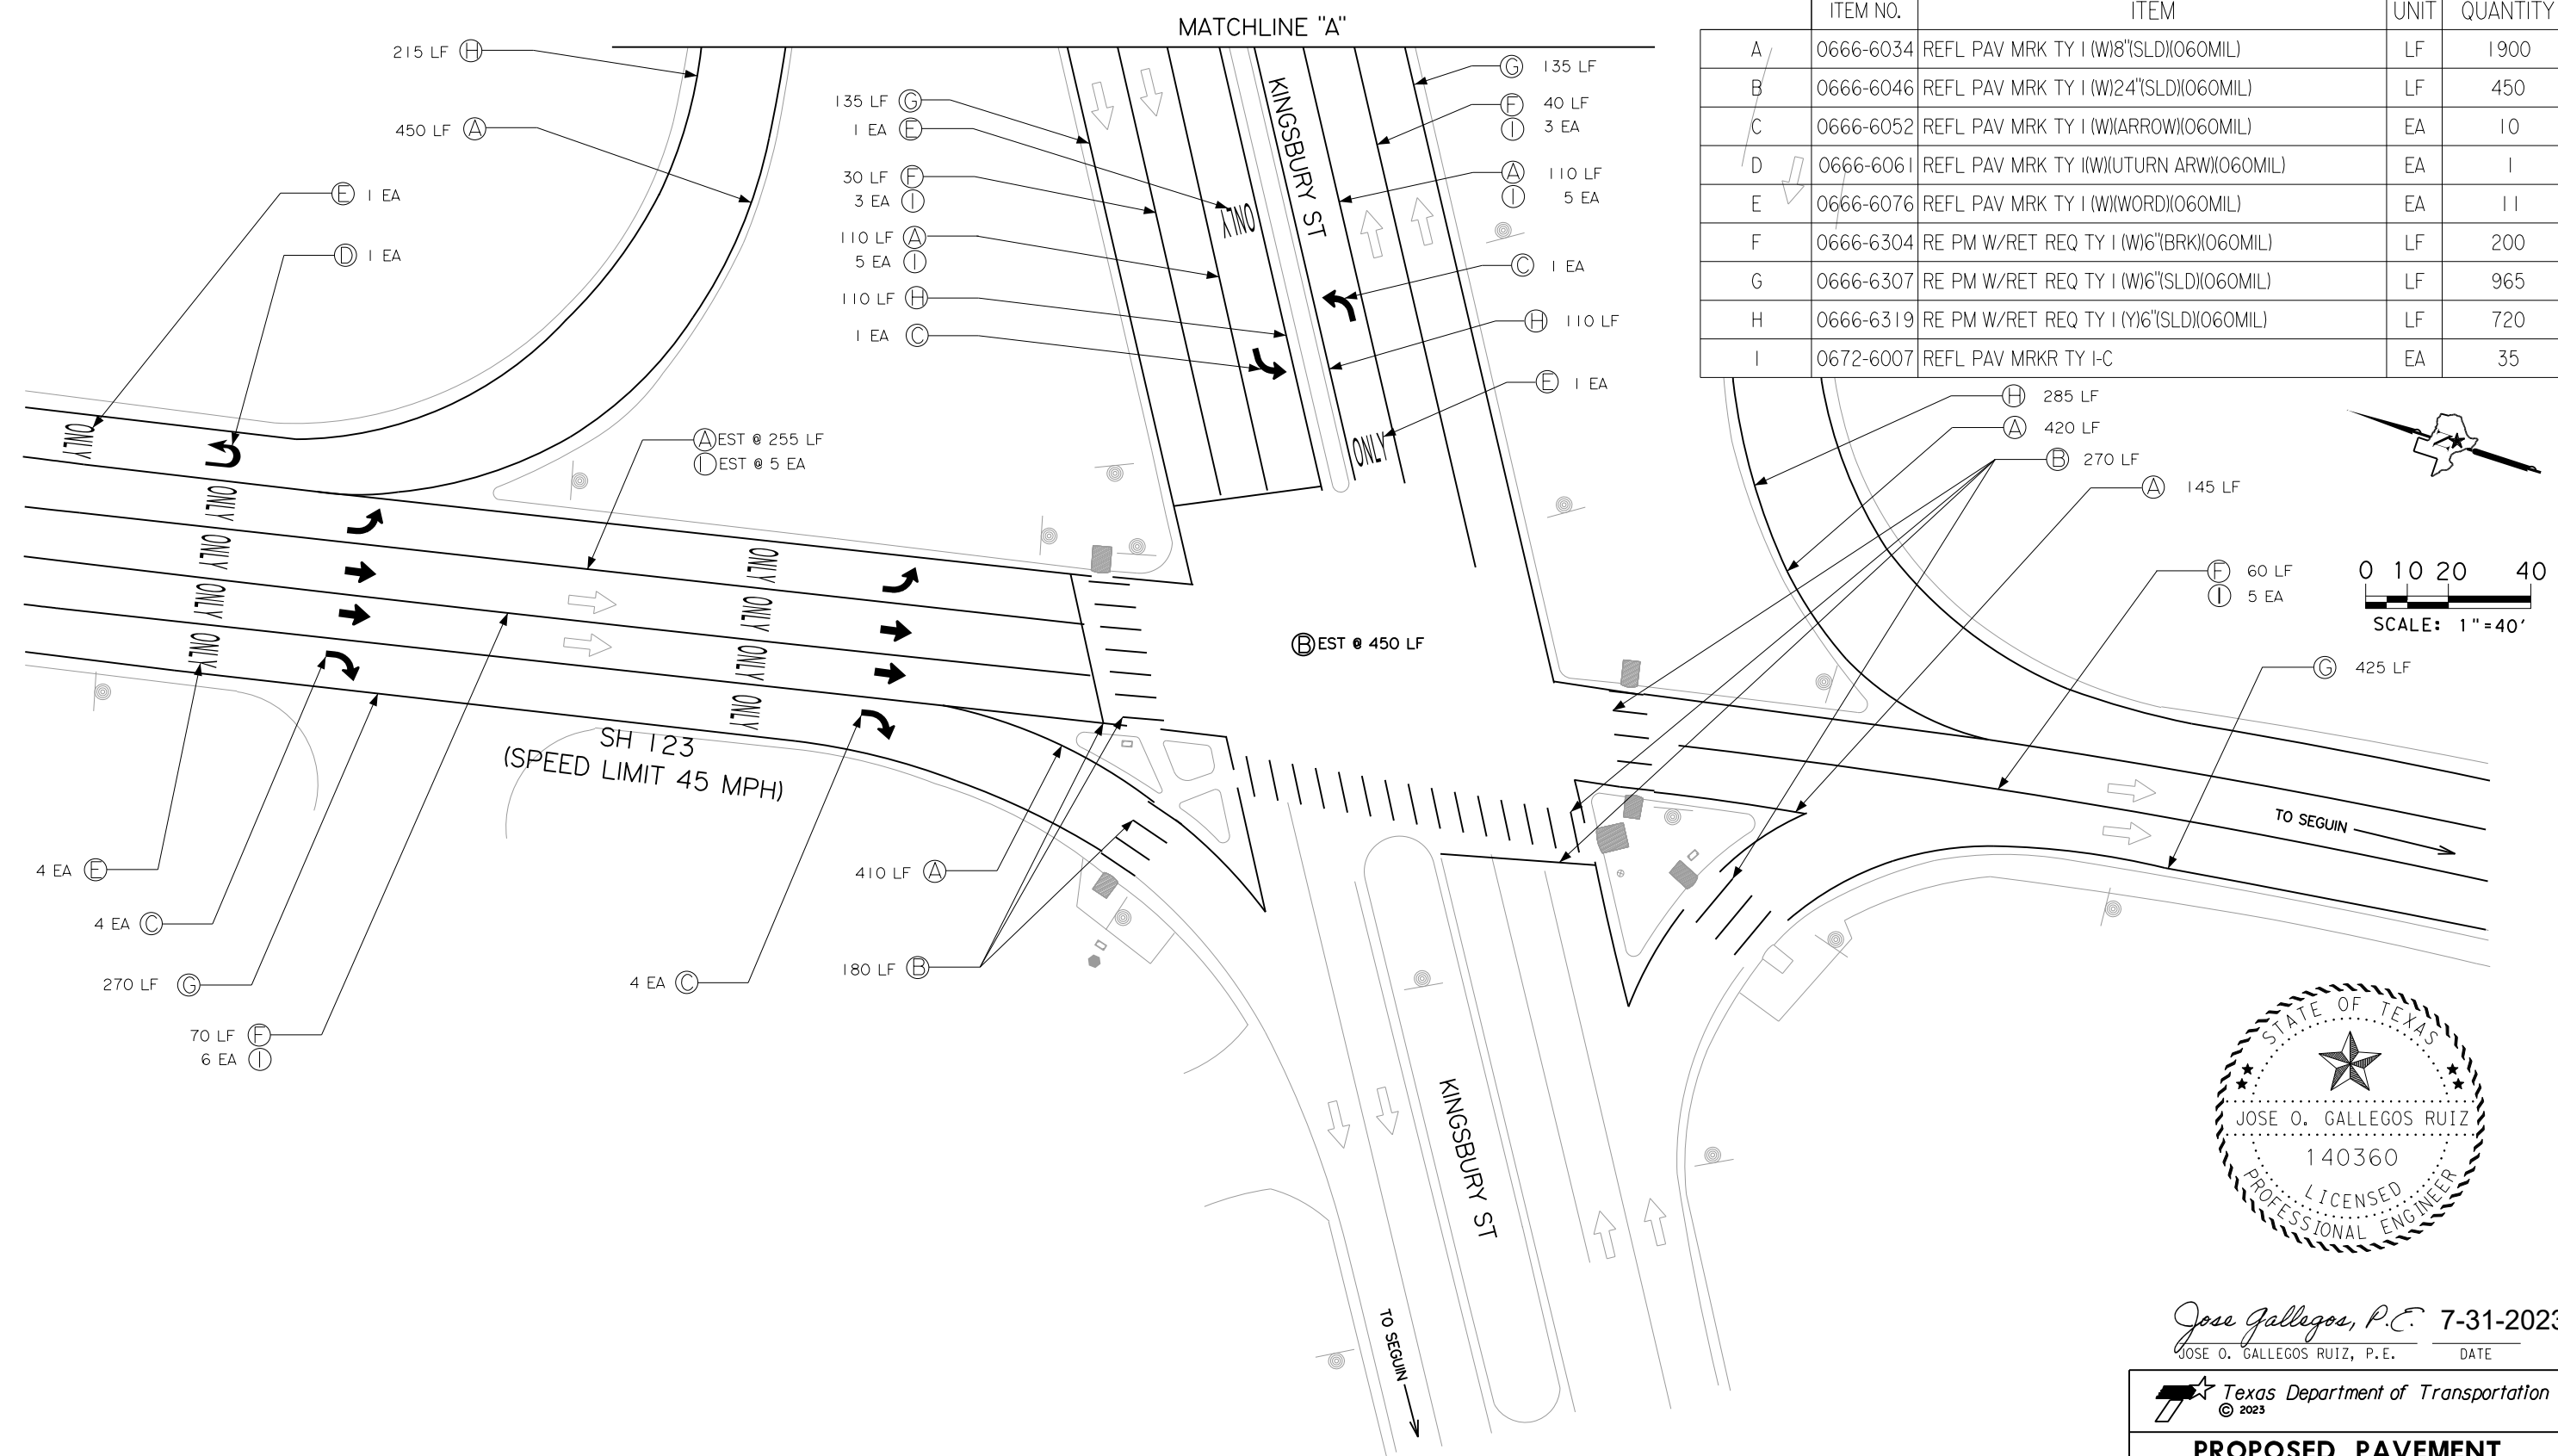 MATCHLINE "A"
ITEM NO. ITEM UNIT QUANTITY
A 0666-6034 REFL PAV MRK TY I (W)8"(SLD)(060MIL) LF 1900
B 0666-6046 REFL PAV MRK TY I (W)24"(SLD)(060MIL) LF 450
C 0666-6052 REFL PAV MRK TY I (W)(ARROW)(060MIL) EA 10
D 0666-6061 REFL PAV MRK TY I(W)(UTURN ARW)(060MIL) EA 1
E 0666-6076 REFL PAV MRK TY I (W)(WORD)(060MIL) EA 11
F 0666-6304 RE PM W/RET REQ TY I (W)6"(BRK)(060MIL) LF 200
G 0666-6307 RE PM W/RET REQ TY I (W)6"(SLD)(060MIL) LF 965
H 0666-6319 RE PM W/RET REQ TY I (Y)6"(SLD)(060MIL) LF 720
I 0672-6007 REFL PAV MRKR TY I-C EA 35
215 LF H
450 LF A
E 1 EA
D 1 EA
135 LF G
1 EA E
30 LF F
3 EA I
110 LF A
5 EA I
110 LF H
1 EA C
ONLY
KINGSBURY ST
G 135 LF
F 40 LF
I 3 EA
A 110 LF
I 5 EA
C 1 EA
H 110 LF
E 1 EA
ONLY
H 285 LF
A 420 LF
B 270 LF
A 145 LF
F 60 LF
I 5 EA
G 425 LF
0 10 20 40
SCALE: 1"=40'
A EST @ 255 LF
I EST @ 5 EA
ONLY
ONLY
ONLY
ONLY
ONLY
ONLY
ONLY
ONLY
ONLY
B EST @ 450 LF
SH 123
(SPEED LIMIT 45 MPH)
TO SEGUIN
4 EA E
4 EA C
270 LF G
70 LF F
6 EA I
4 EA C
410 LF A
180 LF B
KINGSBURY ST
TO SEGUIN
STATE OF TEXAS
JOSE O. GALLEGOS RUIZ
140360
LICENSED
PROFESSIONAL ENGINEER
Jose Gallegos, P.E. 7-31-2023
JOSE O. GALLEGOS RUIZ, P.E. DATE
Texas Department of Transportation
© 2023
PROPOSED PAVEMENT